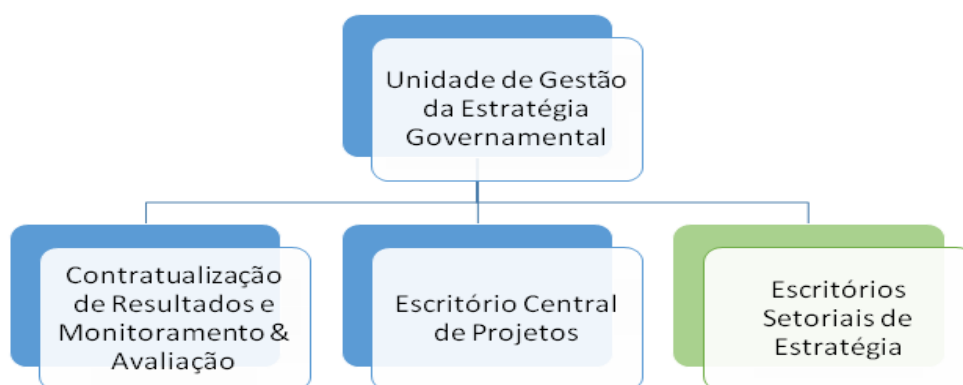 Unidade de Gestão
da Estratégia
Governamental
Contratualização
de Resultados e
Monitoramento &
Avaliação
Escritório Central
de Projetos
Escritórios
Setoriais de
Estratégia